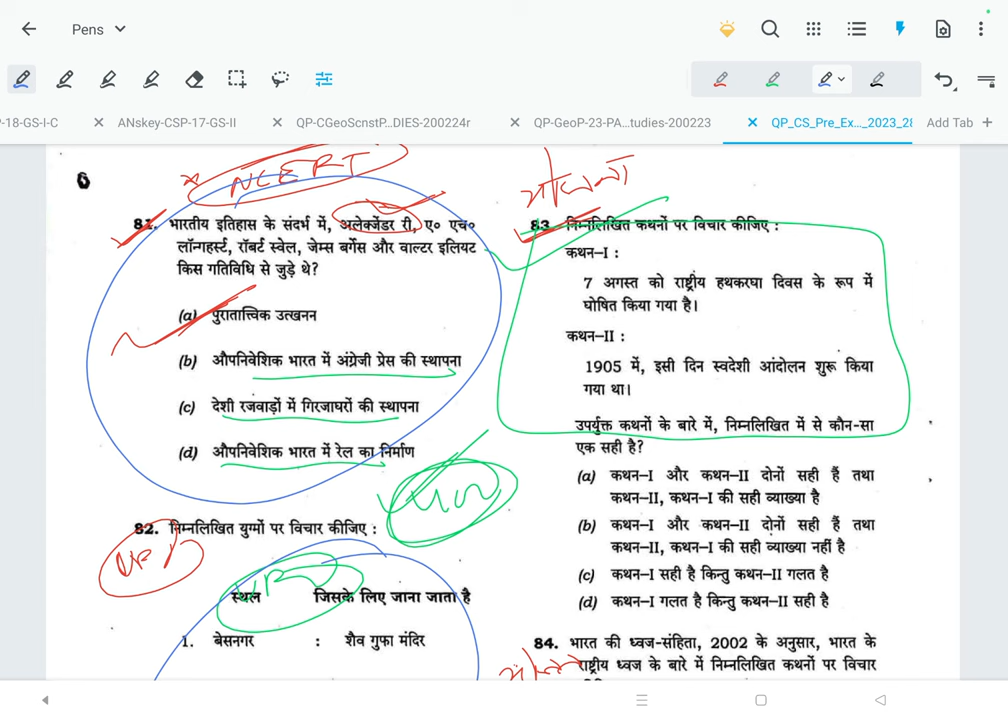 Pens
-18-GS-I-C
ANskey-CSP-17-GS-II
QP-CGeoScnstP...DIES-200224r
QP-GeoP-23-PA...tudies-200223
QP_CS_Pre_Ex..._2023_28
Add Tab +
NCERT
81. भारतीय इतिहास के संदर्भ में, अलेक्जेंडर री, ए० एच० लॉन्गहर्स्ट, रॉबर्ट स्वेल, जेम्स बर्गेस और वाल्टर इलियट किस गतिविधि से जुड़े थे?
(a) पुरातात्त्विक उत्खनन
(b) औपनिवेशिक भारत में अंग्रेजी प्रेस की स्थापना
(c) देशी रजवाड़ों में गिरजाघरों की स्थापना
(d) औपनिवेशिक भारत में रेल का निर्माण
82. निम्नलिखित युग्मों पर विचार कीजिए :
स्थल जिसके लिए जाना जाता है
1. बेसनगर : शैव गुफा मंदिर
83. निम्नलिखित कथनों पर विचार कीजिए :
कथन-I :
7 अगस्त को राष्ट्रीय हथकरघा दिवस के रूप में
घोषित किया गया है।
कथन-II :
1905 में, इसी दिन स्वदेशी आंदोलन शुरू किया
गया था।
उपर्युक्त कथनों के बारे में, निम्नलिखित में से कौन-सा
एक सही है?
(a) कथन-I और कथन-II दोनों सही हैं तथा
कथन-II, कथन-I की सही व्याख्या है
(b) कथन-I और कथन-II दोनों सही हैं तथा
कथन-II, कथन-I की सही व्याख्या नहीं है
(c) कथन-I सही है किन्तु कथन-II गलत है
(d) कथन-I गलत है किन्तु कथन-II सही है
84. भारत की ध्वज-संहिता, 2002 के अनुसार, भारत के
राष्ट्रीय ध्वज के बारे में निम्नलिखित कथनों पर विचार